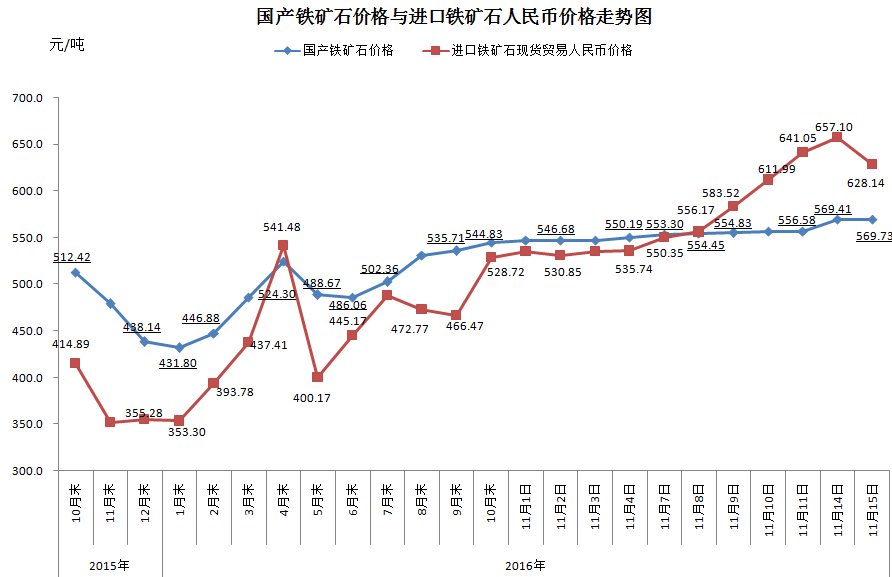 国产铁矿石价格与进口铁矿石人民币价格走势图
元/吨
国产铁矿石价格
进口铁矿石现货贸易人民币价格
700.0
650.0
600.0
550.0
500.0
450.0
400.0
350.0
300.0
512.42
438.14
431.80
446.88
524.30
488.67
486.06
502.36
535.71
544.83
546.68
550.19
553.30
554.45
554.83
556.58
569.41
569.73
414.89
355.28
353.30
393.78
437.41
541.48
400.17
445.17
472.77
466.47
528.72
530.85
535.74
550.35
556.17
583.52
611.99
641.05
657.10
628.14
10月末
11月末
12月末
1月末
2月末
3月末
4月末
5月末
6月末
7月末
8月末
9月末
10月末
11月1日
11月2日
11月3日
11月4日
11月7日
11月8日
11月9日
11月10日
11月11日
11月14日
11月15日
2015年
2016年